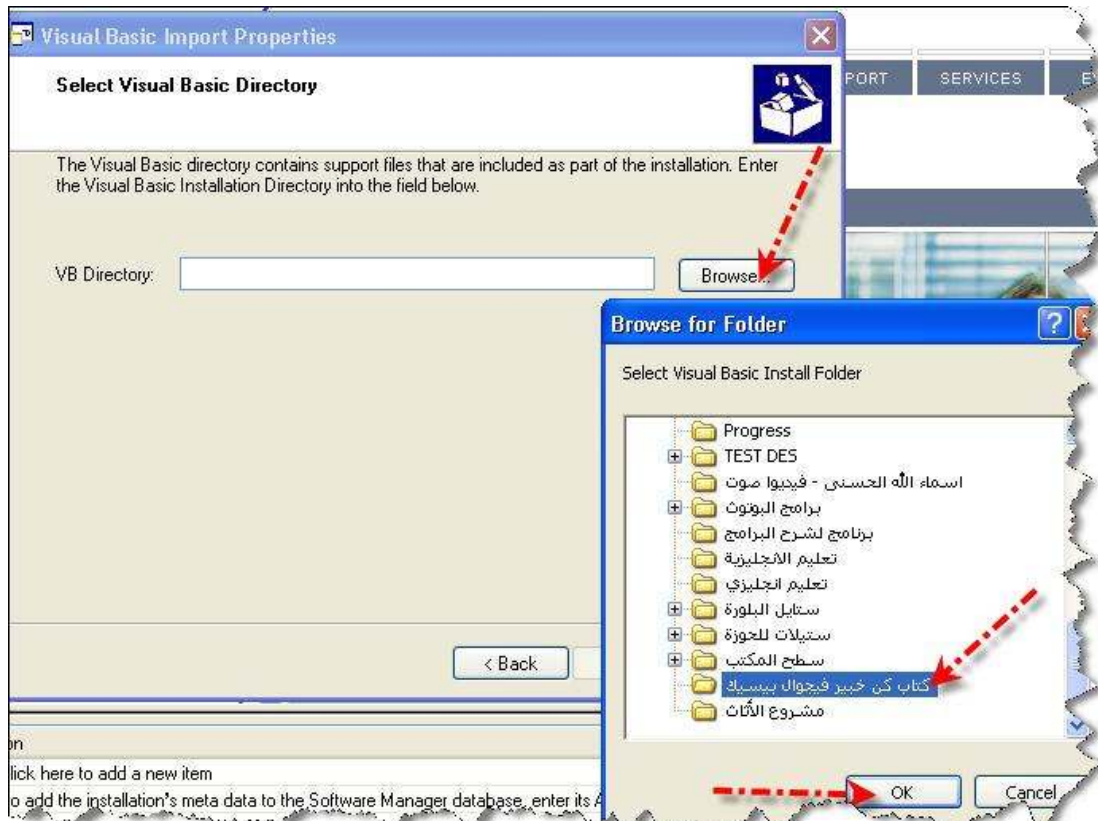 Visual Basic Import Properties
Select Visual Basic Directory
PORT
SERVICES
The Visual Basic directory contains support files that are included as part of the installation. Enter
the Visual Basic Installation Directory into the field below.
VB Directory:
Browse...
Browse for Folder
Select Visual Basic Install Folder
Progress
TEST DES
اسماء الله الحسنى - فيديوا صوت
برامج البوتوث
برنامج لشرح البرامج
تعليم الانجليزية
تعليم انجليزي
ستايل البلورة
ستيلات للحوزة
سطح المكتب
كتاب كن خبير فيجوال بيسيك
مشروع الأثاث
< Back
OK
Cancel
on
lick here to add a new item
o add the installation's meta data to the Software Manager database, enter its